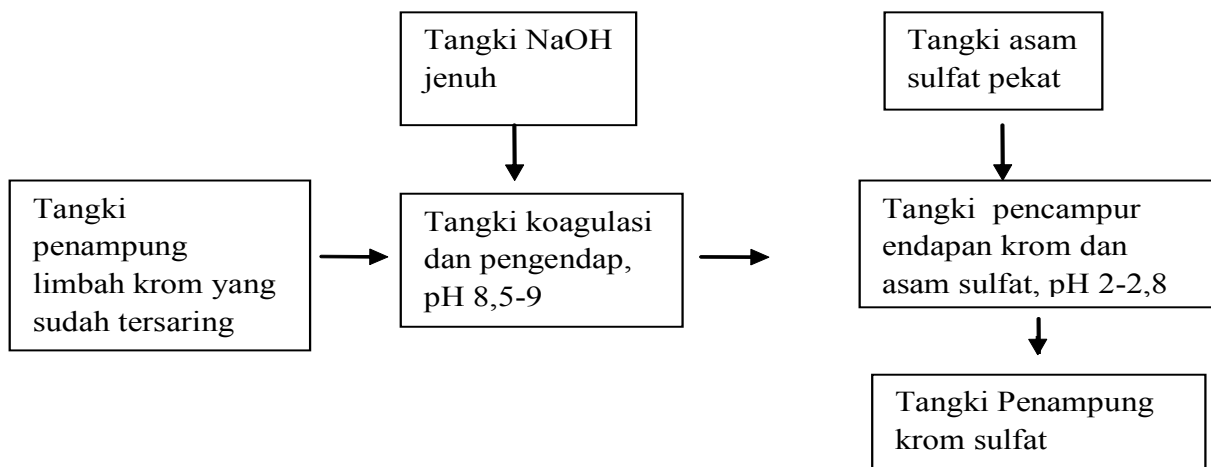 Tangki NaOH
jenuh
Tangki asam
sulfat pekat
Tangki
penampung
limbah krom yang
sudah tersaring
Tangki koagulasi
dan pengendap,
pH 8,5-9
Tangki pencampur
endapan krom dan
asam sulfat, pH 2-2,8
Tangki Penampung
krom sulfat